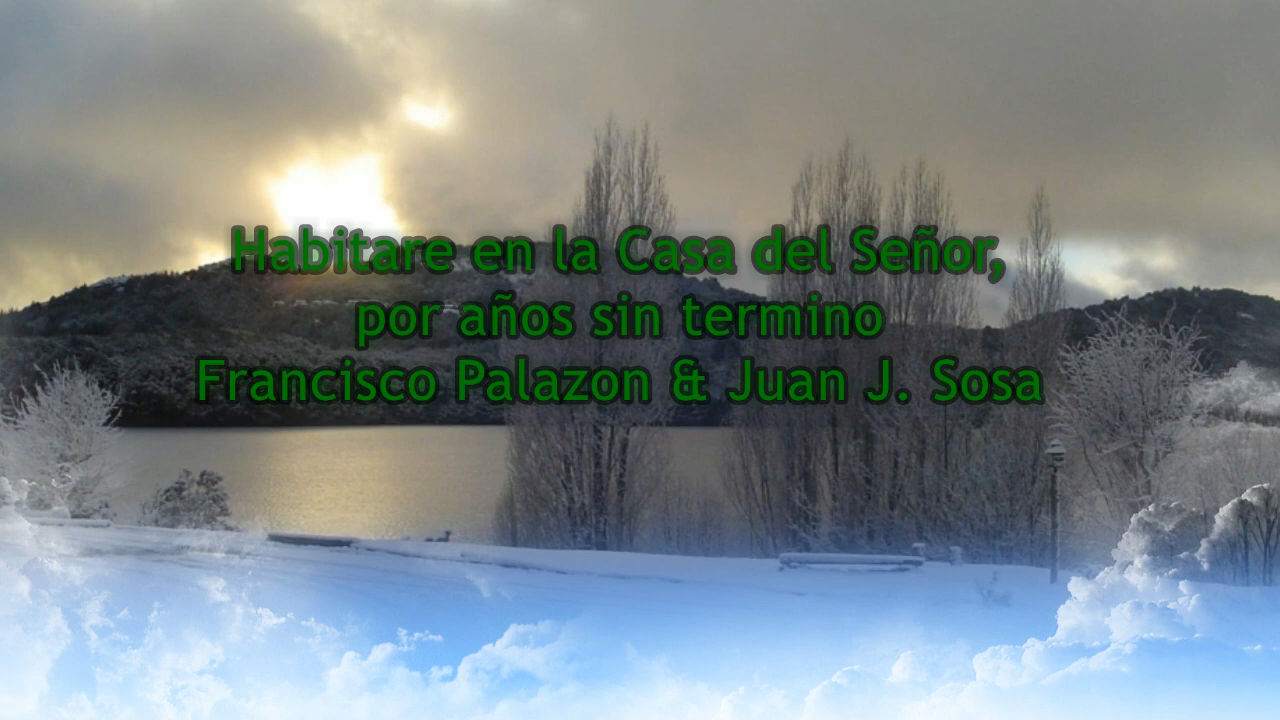 Habitare en la Casa del Señor,
por años sin termino
Francisco Palazon & Juan J. Sosa